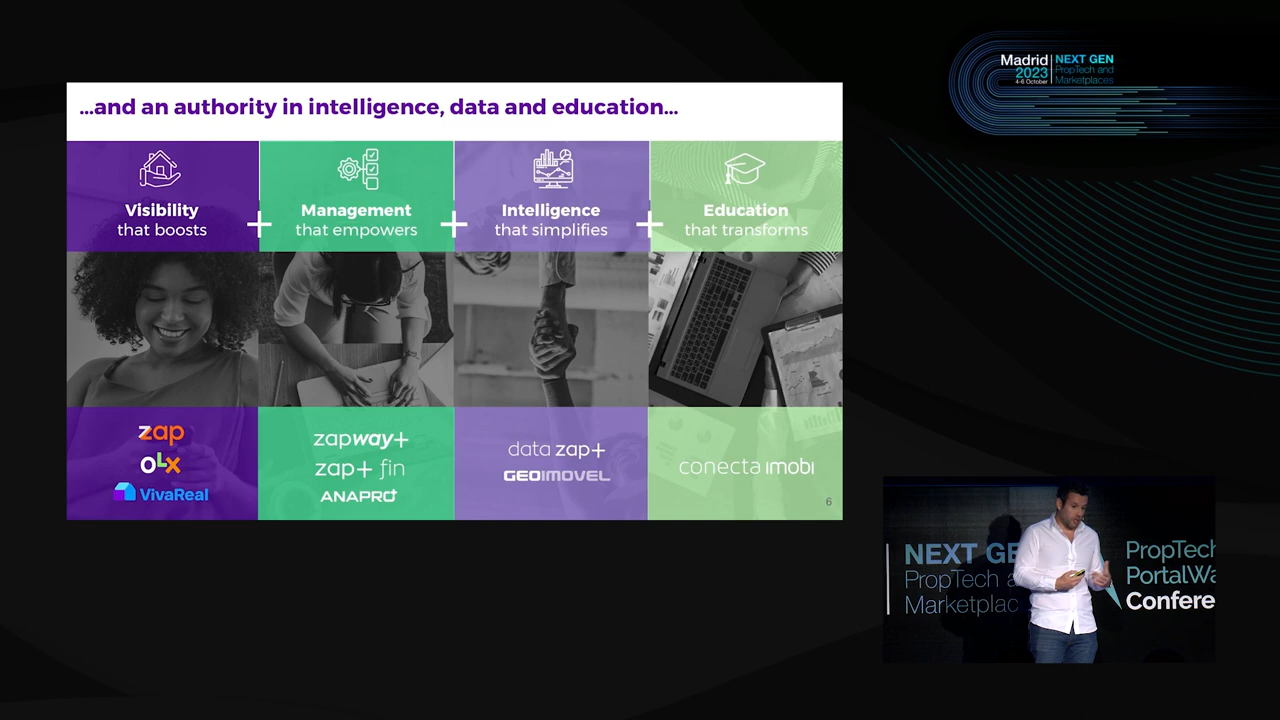 ...and an authority in intelligence, data and education...
Visibility
that boosts
+
Management
that empowers
+
Intelligence
that simplifies
+
Education
that transforms
zap
OLX
VivaReal
zapway+
zap+ fin
ANAPRO+
data zap+
GEOIMOVEL
conecta imobi
6
Madrid
2023
4-6 October
NEXT GEN
PropTech and
Marketplaces
NEXT GE
PropTech a
Marketplac
PropTech
PortalWa
Confere